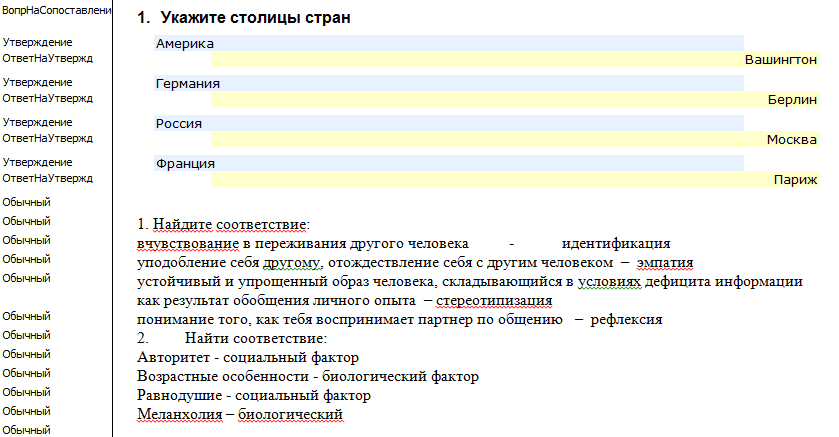 ВопрНаСопоставлени
1. Укажите столицы стран
Утверждение
Америка
ОтветНаУтвержд
Вашингтон
Утверждение
Германия
ОтветНаУтвержд
Берлин
Утверждение
Россия
ОтветНаУтвержд
Москва
Утверждение
Франция
ОтветНаУтвержд
Париж
Обычный
Обычный
1. Найдите соответствие:
Обычный
вчувствование в переживания другого человека - идентификация
Обычный
уподобление себя другому, отождествление себя с другим человеком – эмпатия
Обычный
устойчивый и упрощенный образ человека, складывающийся в условиях дефицита информации
как результат обобщения личного опыта – стереотипизация
Обычный
понимание того, как тебя воспринимает партнер по общению – рефлексия
Обычный
2. Найти соответствие:
Обычный
Авторитет - социальный фактор
Обычный
Возрастные особенности - биологический фактор
Обычный
Равнодушие - социальный фактор
Обычный
Меланхолия – биологический
Обычный